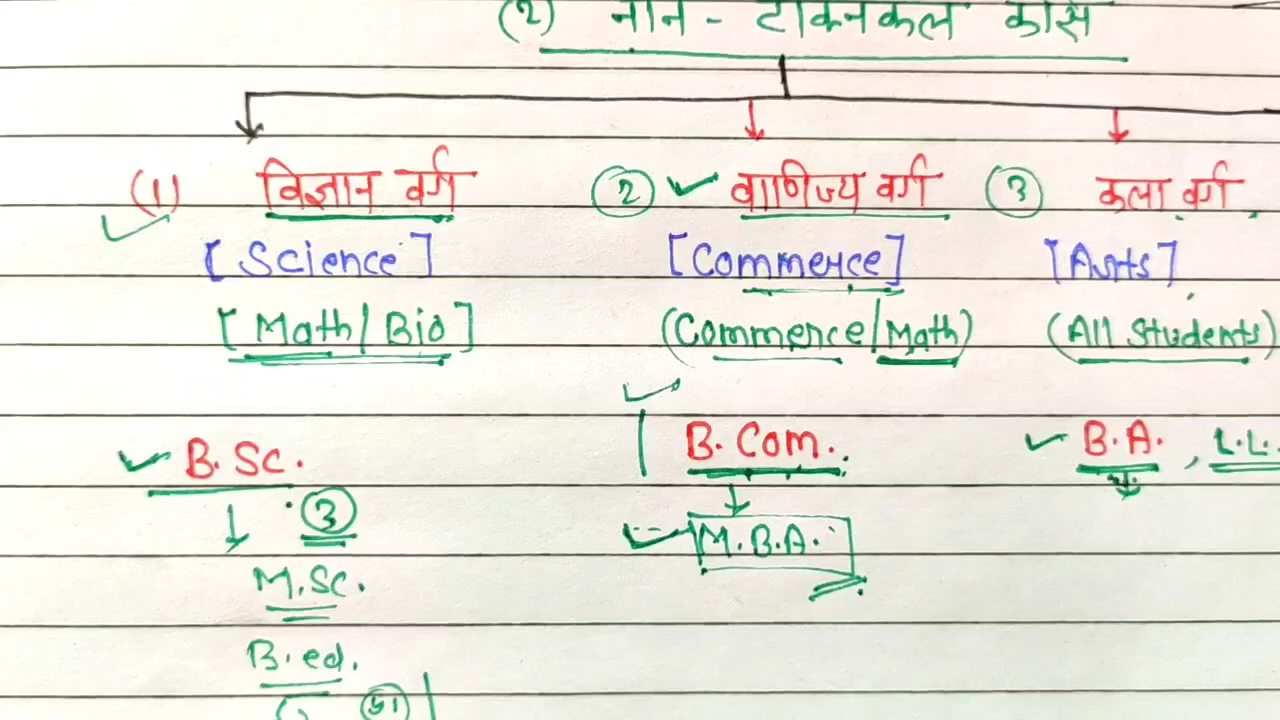 (2) नॉन - टेक्निकल कोर्स
(1) विज्ञान वर्ग
② वाणिज्य वर्ग
③ कला वर्ग
[Science]
[Commerce]
[Arts]
[Math/Bio]
(Commerce/Math)
(All Students)
B. Sc.
B. Com.
B.A. , L.L.
③
M.B.A.
M.Sc.
B.ed.